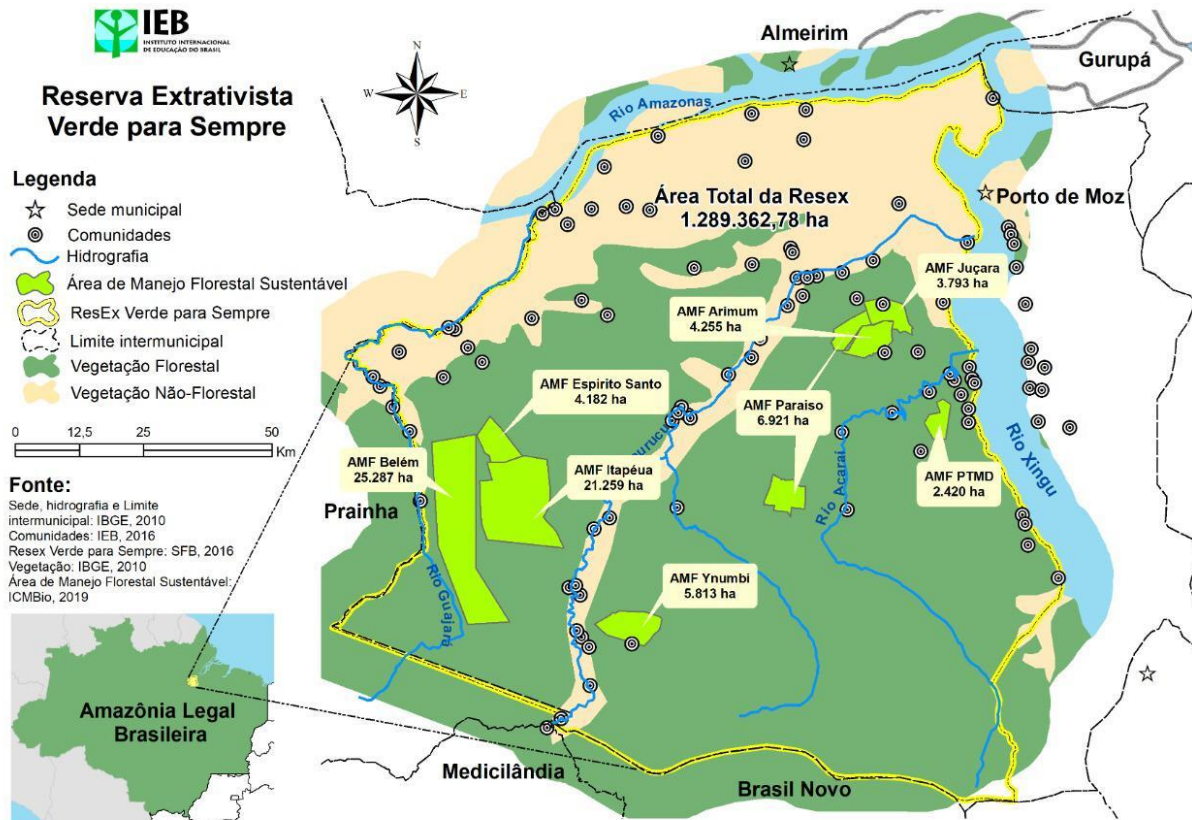 IEB
INSTITUTO INTERNACIONAL
DE EDUCAÇÃO DO BRASIL
Reserva Extrativista
Verde para Sempre
Legenda
Sede municipal
Comunidades
Hidrografia
Área de Manejo Florestal Sustentável
ResEx Verde para Sempre
Limite intermunicipal
Vegetação Florestal
Vegetação Não-Florestal
0 12,5 25 50
Km
Fonte:
Sede, hidrografia e Limite
intermunicipal: IBGE, 2010
Comunidades: IEB, 2016
Resex Verde para Sempre: SFB, 2016
Vegetação: IBGE, 2010
Área de Manejo Florestal Sustentável:
ICMBio, 2019
Amazônia Legal
Brasileira
N
W
E
S
Almeirim
Gurupá
Rio Amazonas
Área Total da Resex
1.289.362,78 ha
Porto de Moz
AMF Juçara
3.793 ha
AMF Arimum
4.255 ha
AMF Espirito Santo
4.182 ha
AMF Paraiso
6.921 ha
AMF Belém
25.287 ha
AMF Itapéua
21.259 ha
AMF PTMD
2.420 ha
Rio Xingu
Rio Acaraí
Prainha
Rio Guajará
AMF Ynumbi
5.813 ha
Medicilândia
Brasil Novo